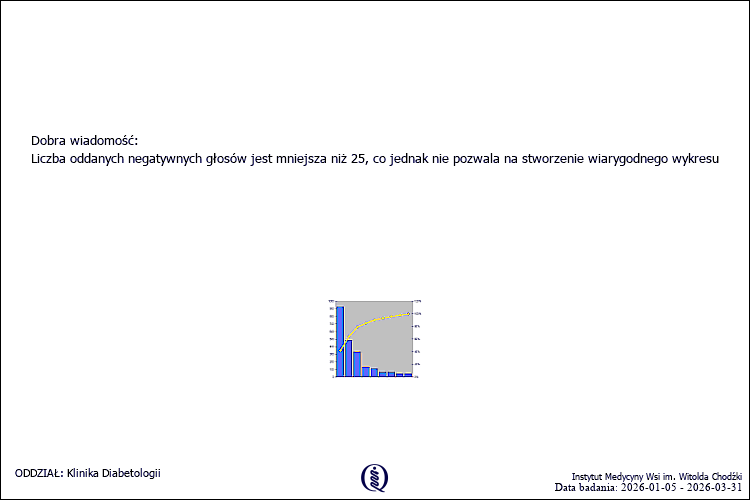 Dobra wiadomość:
Liczba oddanych negatywnych głosów jest mniejsza niż 25, co jednak nie pozwala na stworzenie wiarygodnego wykresu
ODDZIAŁ: Klinika Diabetologii
Instytut Medycyny Wsi im. Witolda Chodźki
Data badania: 2026-01-05 - 2026-03-31